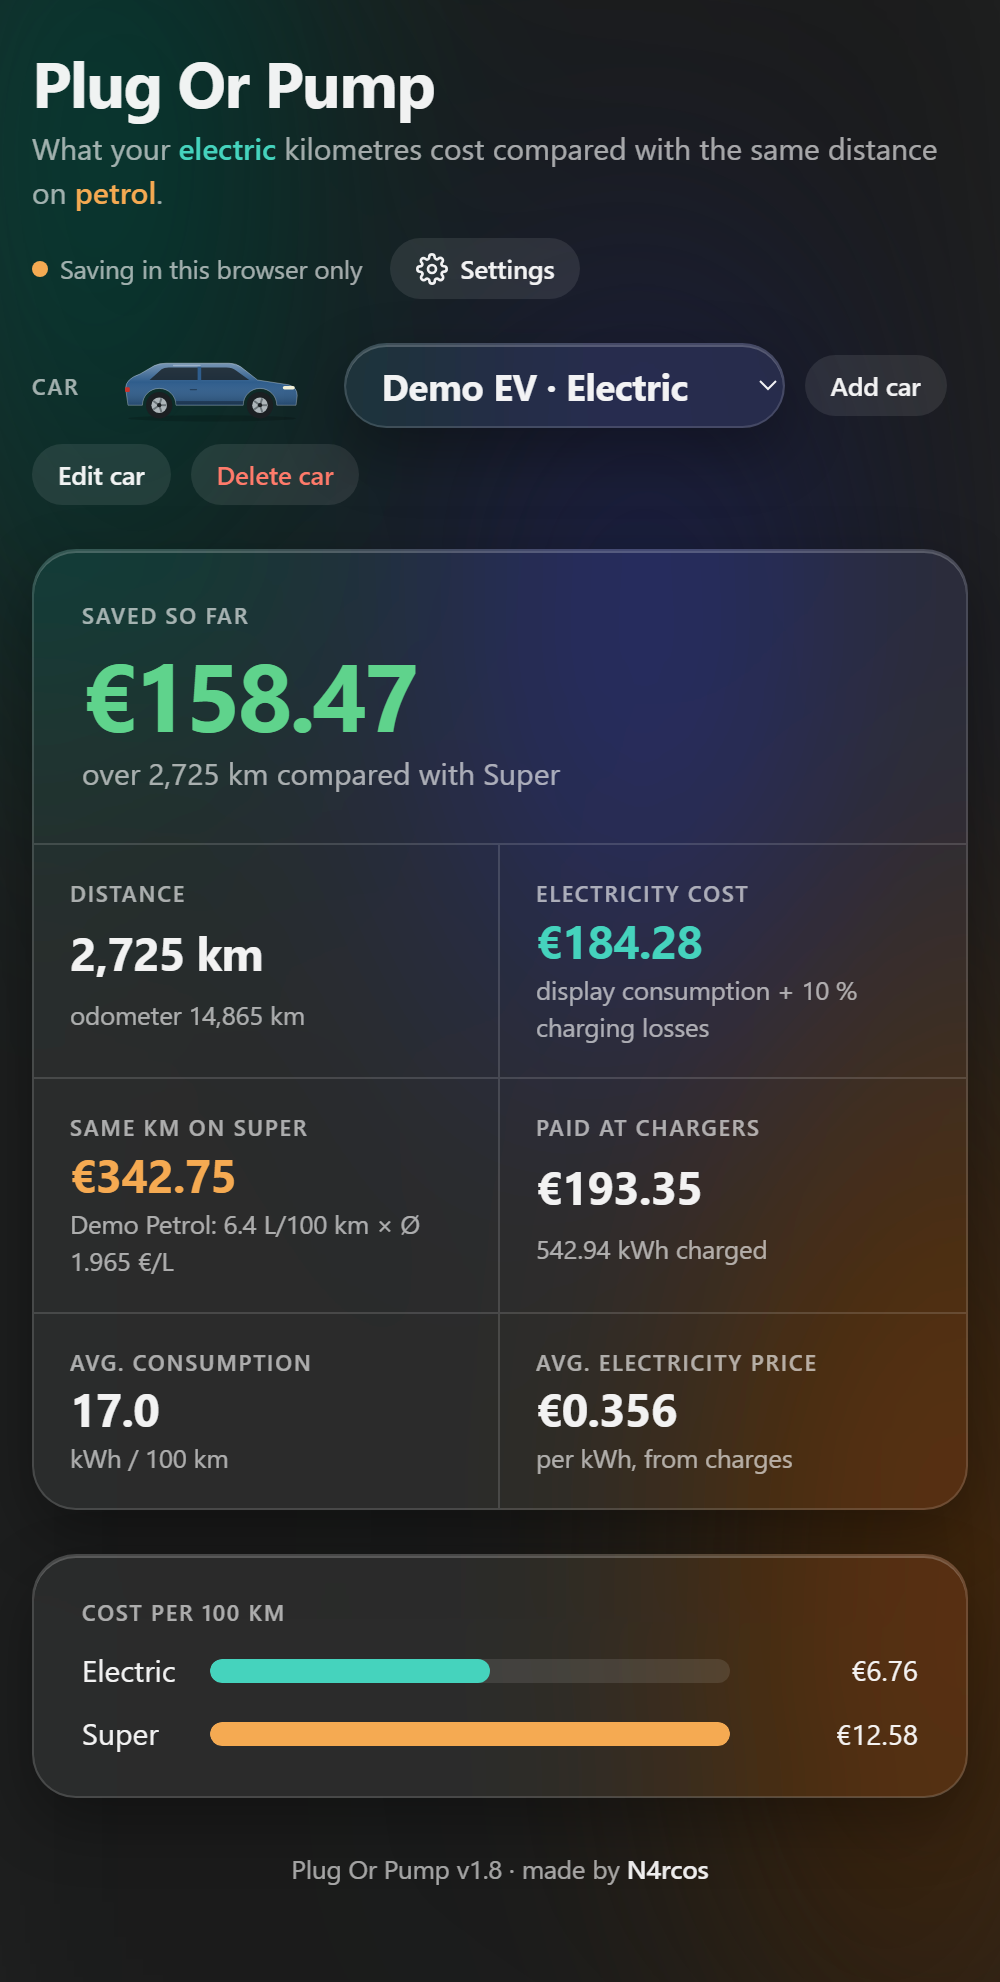 Plug Or Pump
What your electric kilometres cost compared with the same distance
on petrol.
Saving in this browser only
Settings
CAR
Demo EV · Electric
Add car
Edit car
Delete car
SAVED SO FAR
€158.47
over 2,725 km compared with Super
DISTANCE
2,725 km
odometer 14,865 km
ELECTRICITY COST
€184.28
display consumption + 10 %
charging losses
SAME KM ON SUPER
€342.75
Demo Petrol: 6.4 L/100 km × Ø
1.965 €/L
PAID AT CHARGERS
€193.35
542.94 kWh charged
AVG. CONSUMPTION
17.0
kWh / 100 km
AVG. ELECTRICITY PRICE
€0.356
per kWh, from charges
COST PER 100 KM
Electric €6.76
Super €12.58
Plug Or Pump v1.8 · made by N4rcos